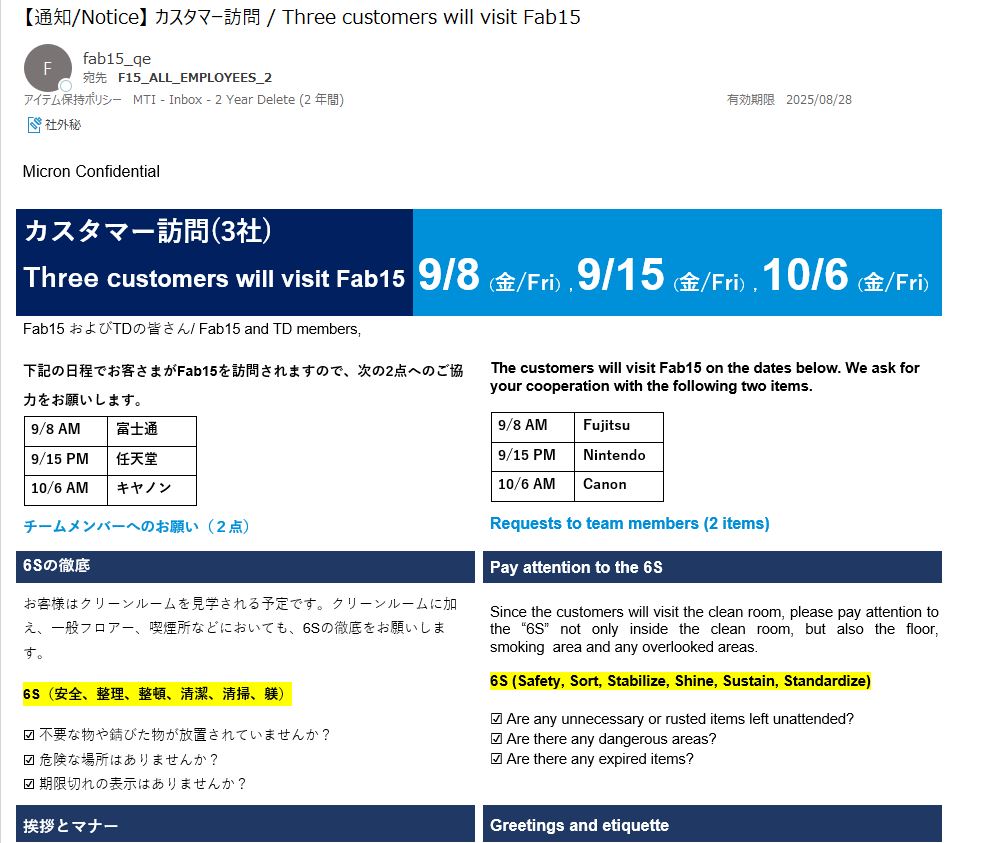 【通知/Notice】 カスタマー訪問 / Three customers will visit Fab15
F
fab15_qe
宛先 F15_ALL_EMPLOYEES_2
アイテム保持ポリシー MTI - Inbox - 2 Year Delete (2 年間)
有効期限 2025/08/28
社外秘
Micron Confidential
カスタマー訪問(3社)
Three customers will visit Fab15
9/8 (金/Fri) , 9/15 (金/Fri) , 10/6 (金/Fri)
Fab15 およびTDの皆さん/ Fab15 and TD members,
下記の日程でお客さまがFab15を訪問されますので、次の2点へのご協
力をお願いします。
9/8 AM 富士通
9/15 PM 任天堂
10/6 AM キヤノン
チームメンバーへのお願い（２点）
The customers will visit Fab15 on the dates below. We ask for
your cooperation with the following two items.
9/8 AM Fujitsu
9/15 PM Nintendo
10/6 AM Canon
Requests to team members (2 items)
6Sの徹底
お客様はクリーンルームを見学される予定です。クリーンルームに加
え、一般フロアー、喫煙所などにおいても、6Sの徹底をお願いしま
す。
6S（安全、整理、整頓、清潔、清掃、躾）
☑ 不要な物や錆びた物が放置されていませんか？
☑ 危険な場所はありませんか？
☑ 期限切れの表示はありませんか？
Pay attention to the 6S
Since the customers will visit the clean room, please pay attention to
the “6S” not only inside the clean room, but also the floor,
smoking area and any overlooked areas.
6S (Safety, Sort, Stabilize, Shine, Sustain, Standardize)
☑ Are any unnecessary or rusted items left unattended?
☑ Are there any dangerous areas?
☑ Are there any expired items?
挨拶とマナー
Greetings and etiquette